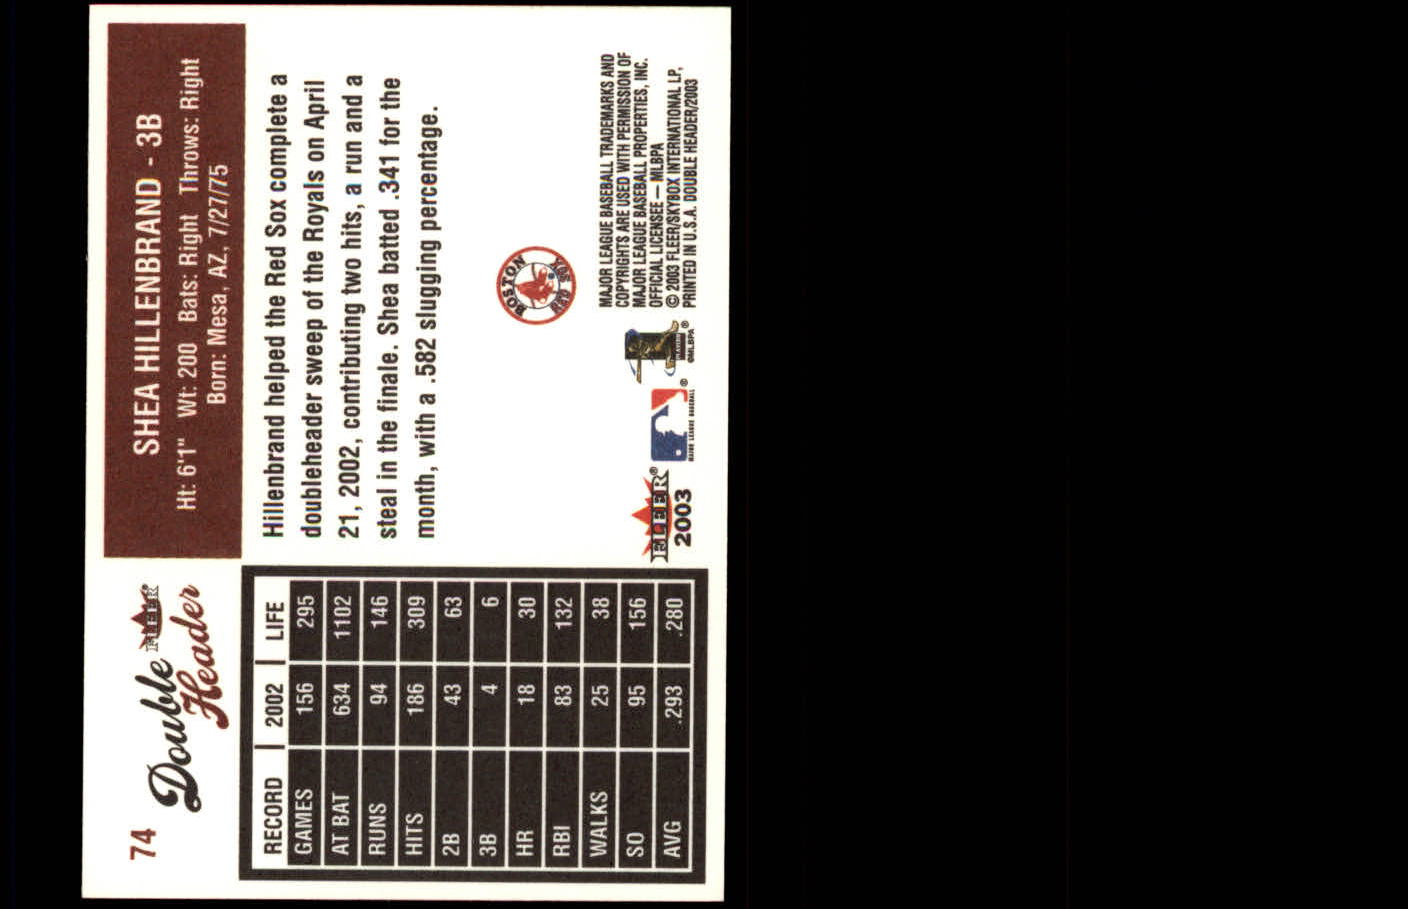 74
Double
Header
FLEER
SHEA HILLENBRAND - 3B
Ht: 6'1" Wt: 200 Bats: Right Throws: Right
Born: Mesa, AZ, 7/27/75
RECORD 2002 LIFE
GAMES 156 295
AT BAT 634 1102
RUNS 94 146
HITS 186 309
2B 43 63
3B 4 6
HR 18 30
RBI 83 132
WALKS 25 38
SO 95 156
AVG .293 .280
Hillenbrand helped the Red Sox complete a
doubleheader sweep of the Royals on April
21, 2002, contributing two hits, a run and a
steal in the finale. Shea batted .341 for the
month, with a .582 slugging percentage.
BOSTON
RED SOX
FLEER®
2003
MAJOR LEAGUE BASEBALL
®
PLAYERS
®
©MLBPA
MAJOR LEAGUE BASEBALL TRADEMARKS AND
COPYRIGHTS ARE USED WITH PERMISSION OF
MAJOR LEAGUE BASEBALL PROPERTIES, INC.
OFFICIAL LICENSEE — MLBPA
© 2003 FLEER/SKYBOX INTERNATIONAL LP,
PRINTED IN U.S.A. DOUBLE HEADER/2003